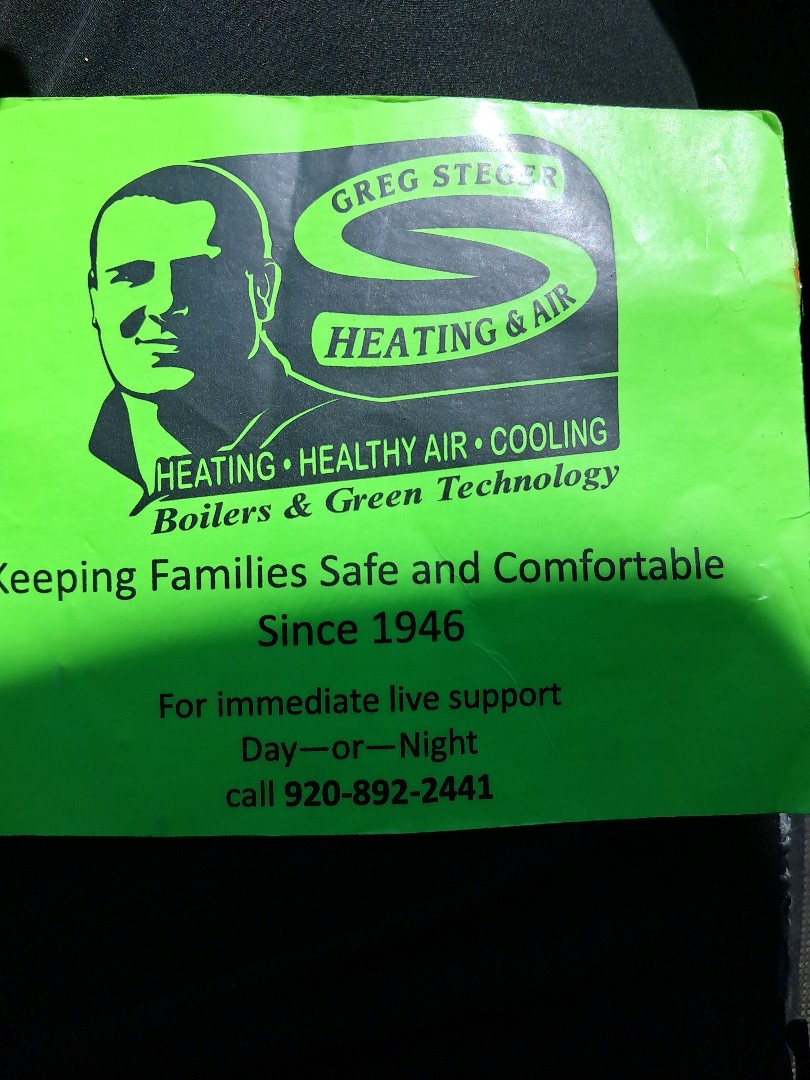 GREG STEGER
HEATING & AIR
HEATING • HEALTHY AIR • COOLING
Boilers & Green Technology
Keeping Families Safe and Comfortable
Since 1946
For immediate live support
Day—or—Night
call 920-892-2441